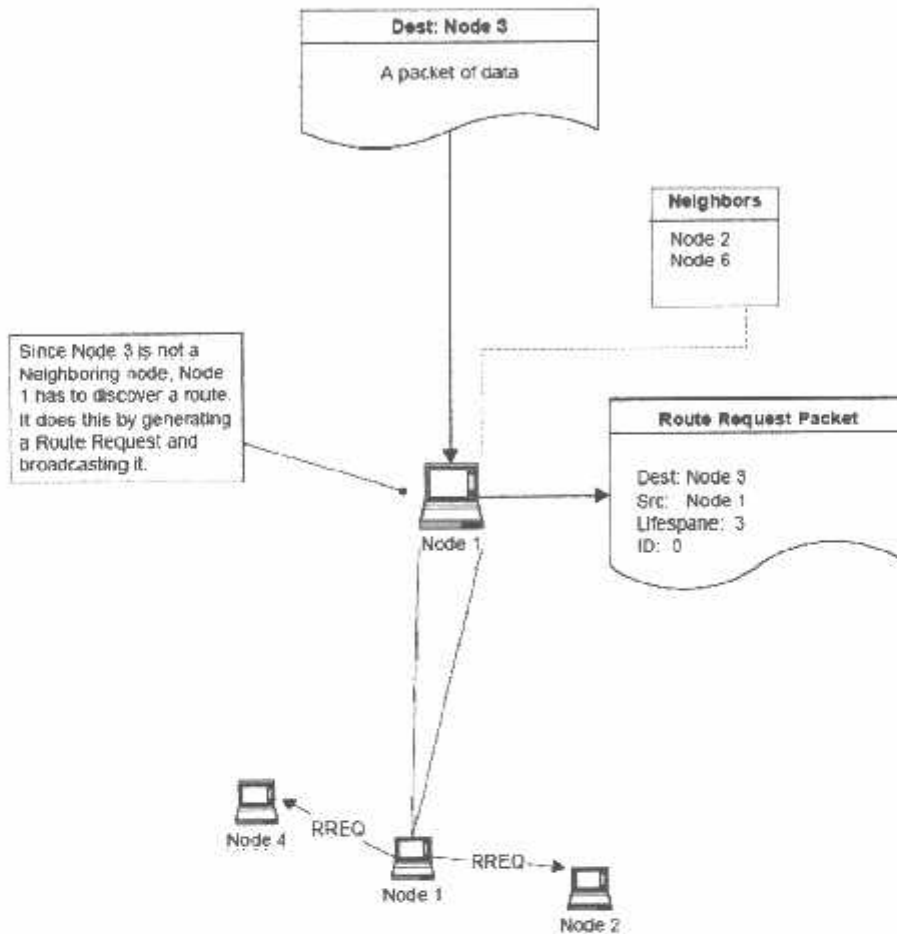 Dest: Node 3
A packet of data
Neighbors
Node 2
Node 6
Since Node 3 is not a
Neighboring node, Node
1 has to discover a route.
It does this by generating
a Route Request and
broadcasting it.
Route Request Packet
Dest: Node 3
Src: Node 1
Lifespane: 3
ID: 0
Node 1
Node 4
RREQ
Node 1
RREQ
Node 2